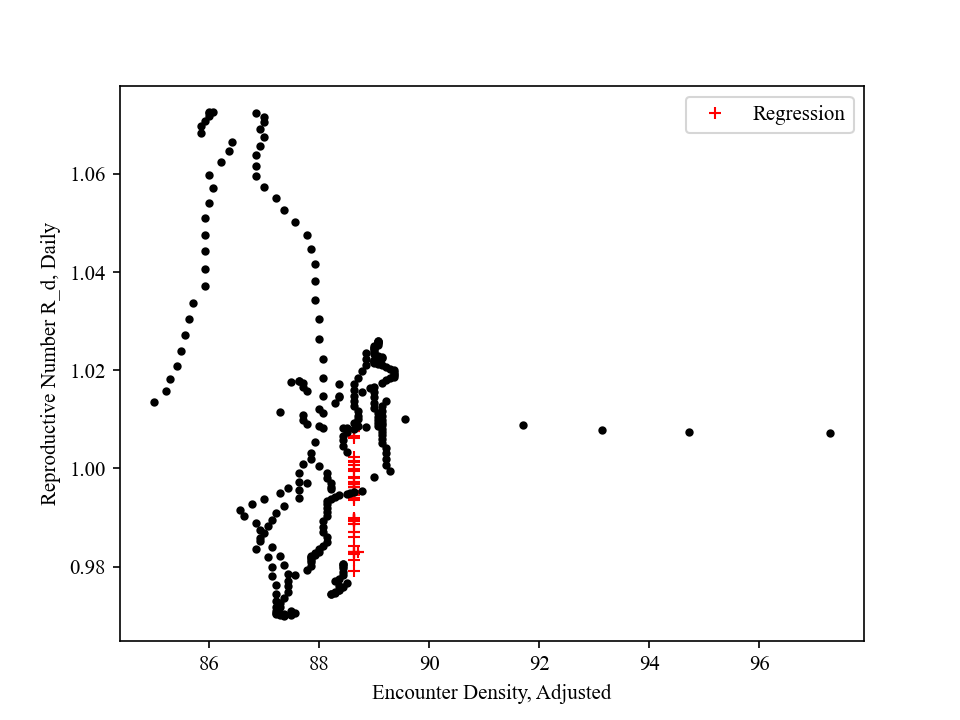 Regression
1.06
1.04
1.02
1.00
0.98
Reproductive Number R_d, Daily
86 88 90 92 94 96
Encounter Density, Adjusted